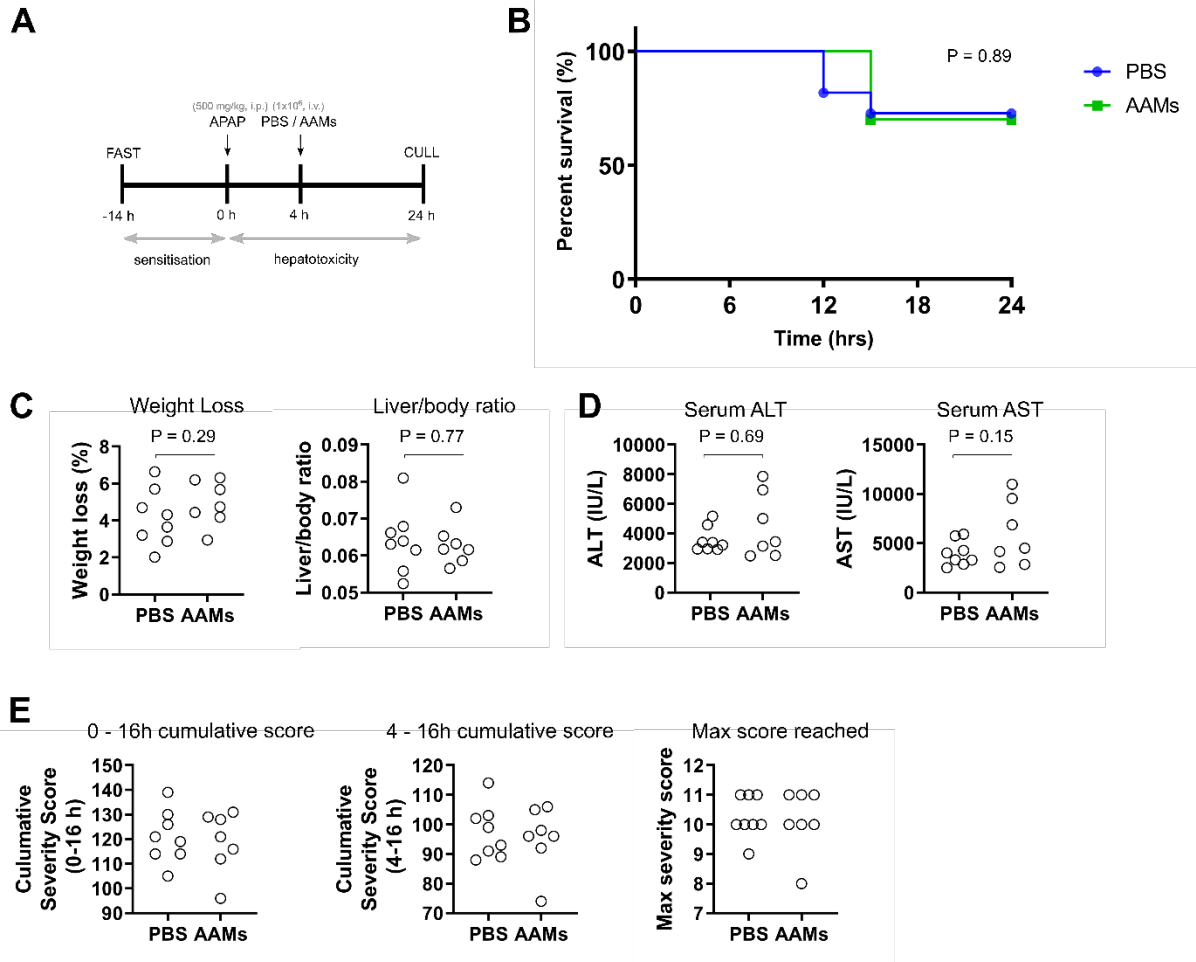 A
(500 mg/kg, i.p.) (1x10⁶, i.v.)
APAP PBS / AAMs
FAST CULL
-14 h 0 h 4 h 24 h
sensitisation hepatotoxicity
B
P = 0.89
PBS
AAMs
Percent survival (%)
100
50
0
0 6 12 18 24
Time (hrs)
C
Weight Loss
P = 0.29
Weight loss (%)
8
6
4
2
0
PBS AAMs
Liver/body ratio
P = 0.77
Liver/body ratio
0.09
0.08
0.07
0.06
0.05
PBS AAMs
D
Serum ALT
P = 0.69
ALT (IU/L)
10000
8000
6000
4000
2000
0
PBS AAMs
Serum AST
P = 0.15
AST (IU/L)
15000
10000
5000
0
PBS AAMs
E
0 - 16h cumulative score
Culumative
Severity Score
(0-16 h)
150
140
130
120
110
100
90
PBS AAMs
4 - 16h cumulative score
Culumative
Severity Score
(4-16 h)
120
110
100
90
80
70
PBS AAMs
Max score reached
Max severity score
12
11
10
9
8
7
PBS AAMs